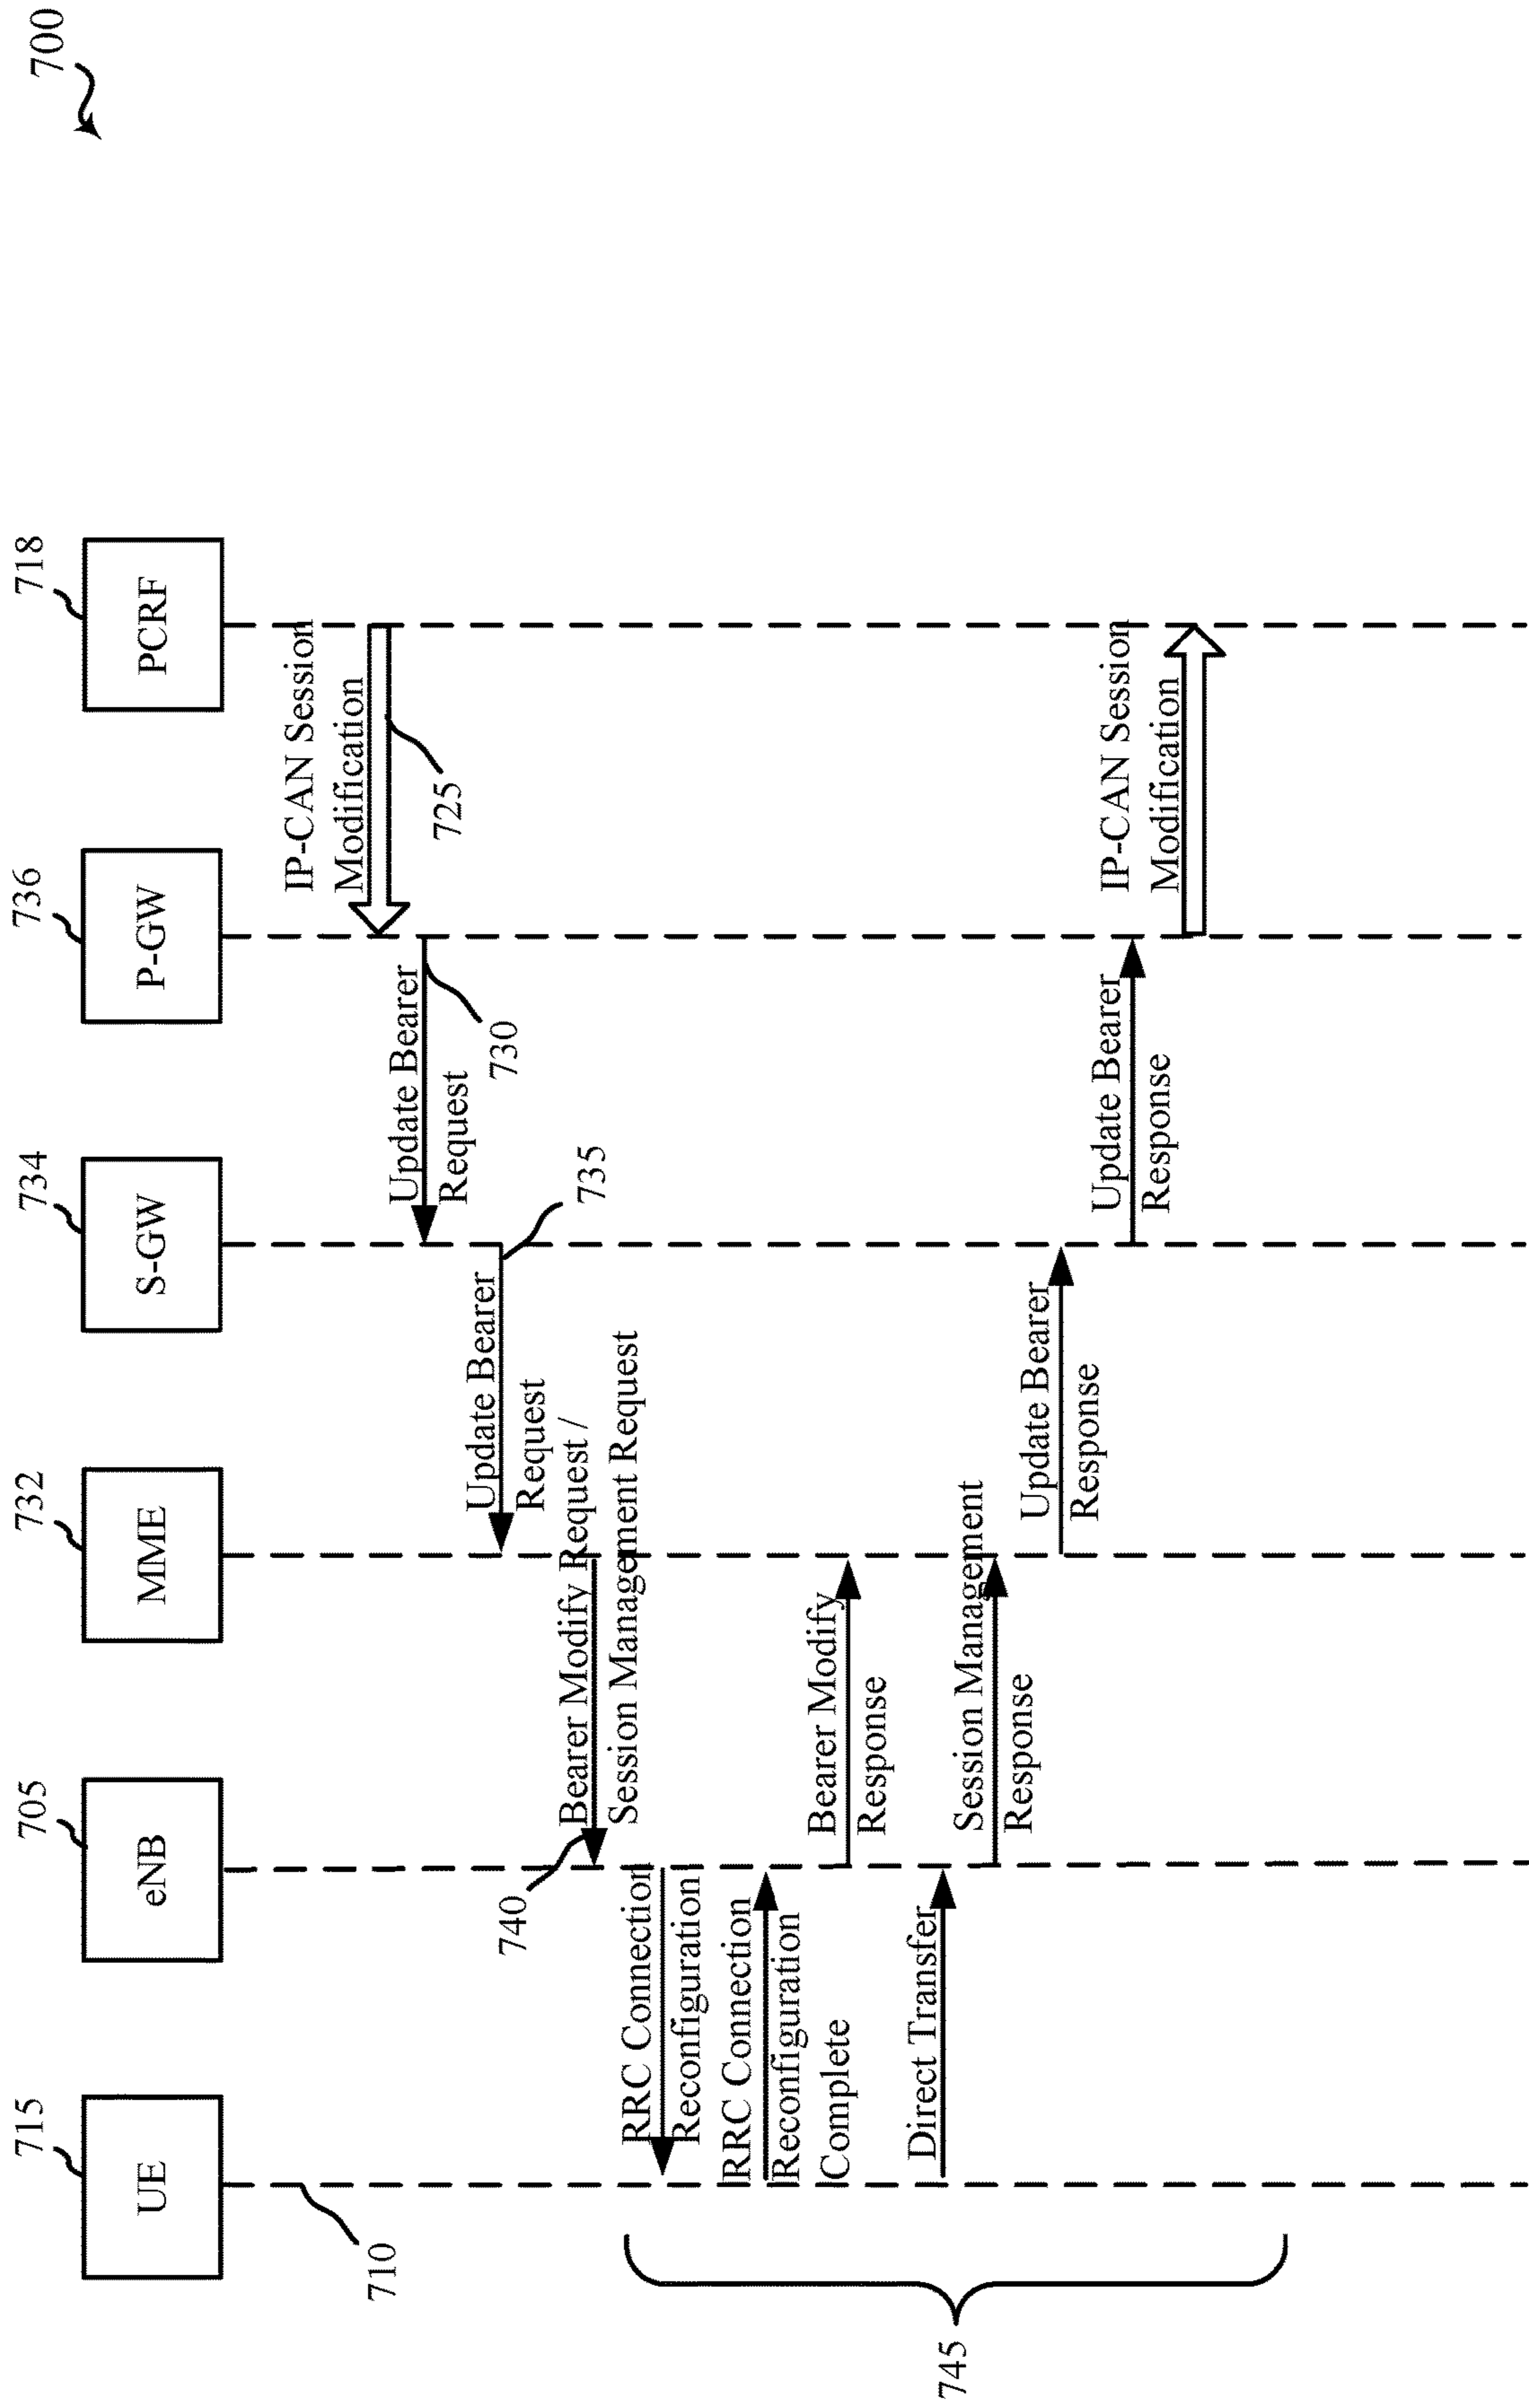 700
715
705
732
734
736
718
UE
eNB
MME
S-GW
P-GW
PCRF
710
IP-CAN Session
Modification
725
Update Bearer
Request
730
Update Bearer
Request
735
Bearer Modify Request /
Session Management Request
740
RRC Connection
Reconfiguration
RRC Connection
Reconfiguration
Complete
Bearer Modify
Response
Direct Transfer
Session Management
Response
Update Bearer
Response
Update Bearer
Response
IP-CAN Session
Modification
745